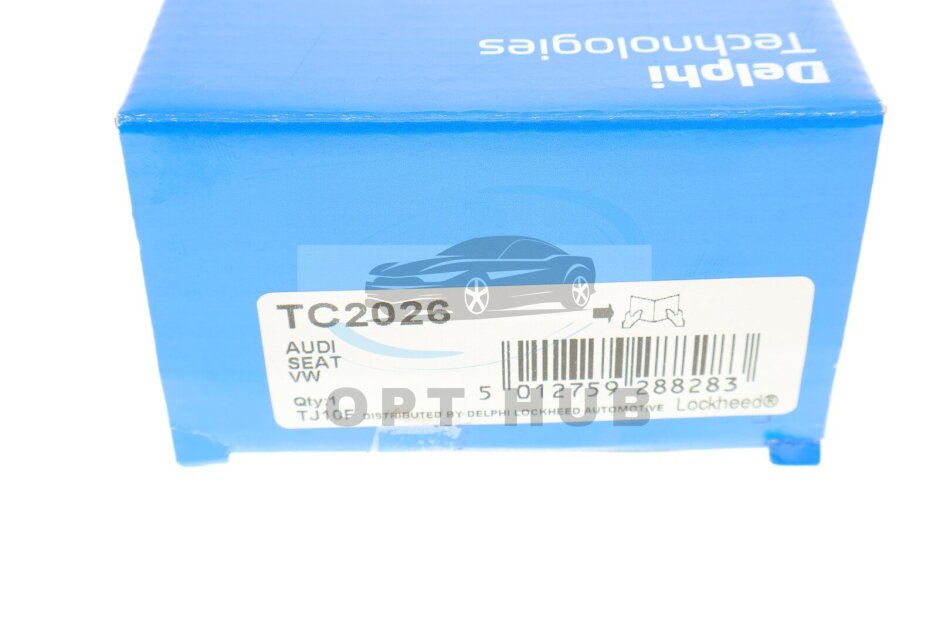 Delphi
Technologies
TC2026
AUDI
SEAT
VW
5 012759 288283
Qty:1
TJ10F DISTRIBUTED BY DELPHI LOCKHEED AUTOMOTIVE Lockheed®
OPT HUB